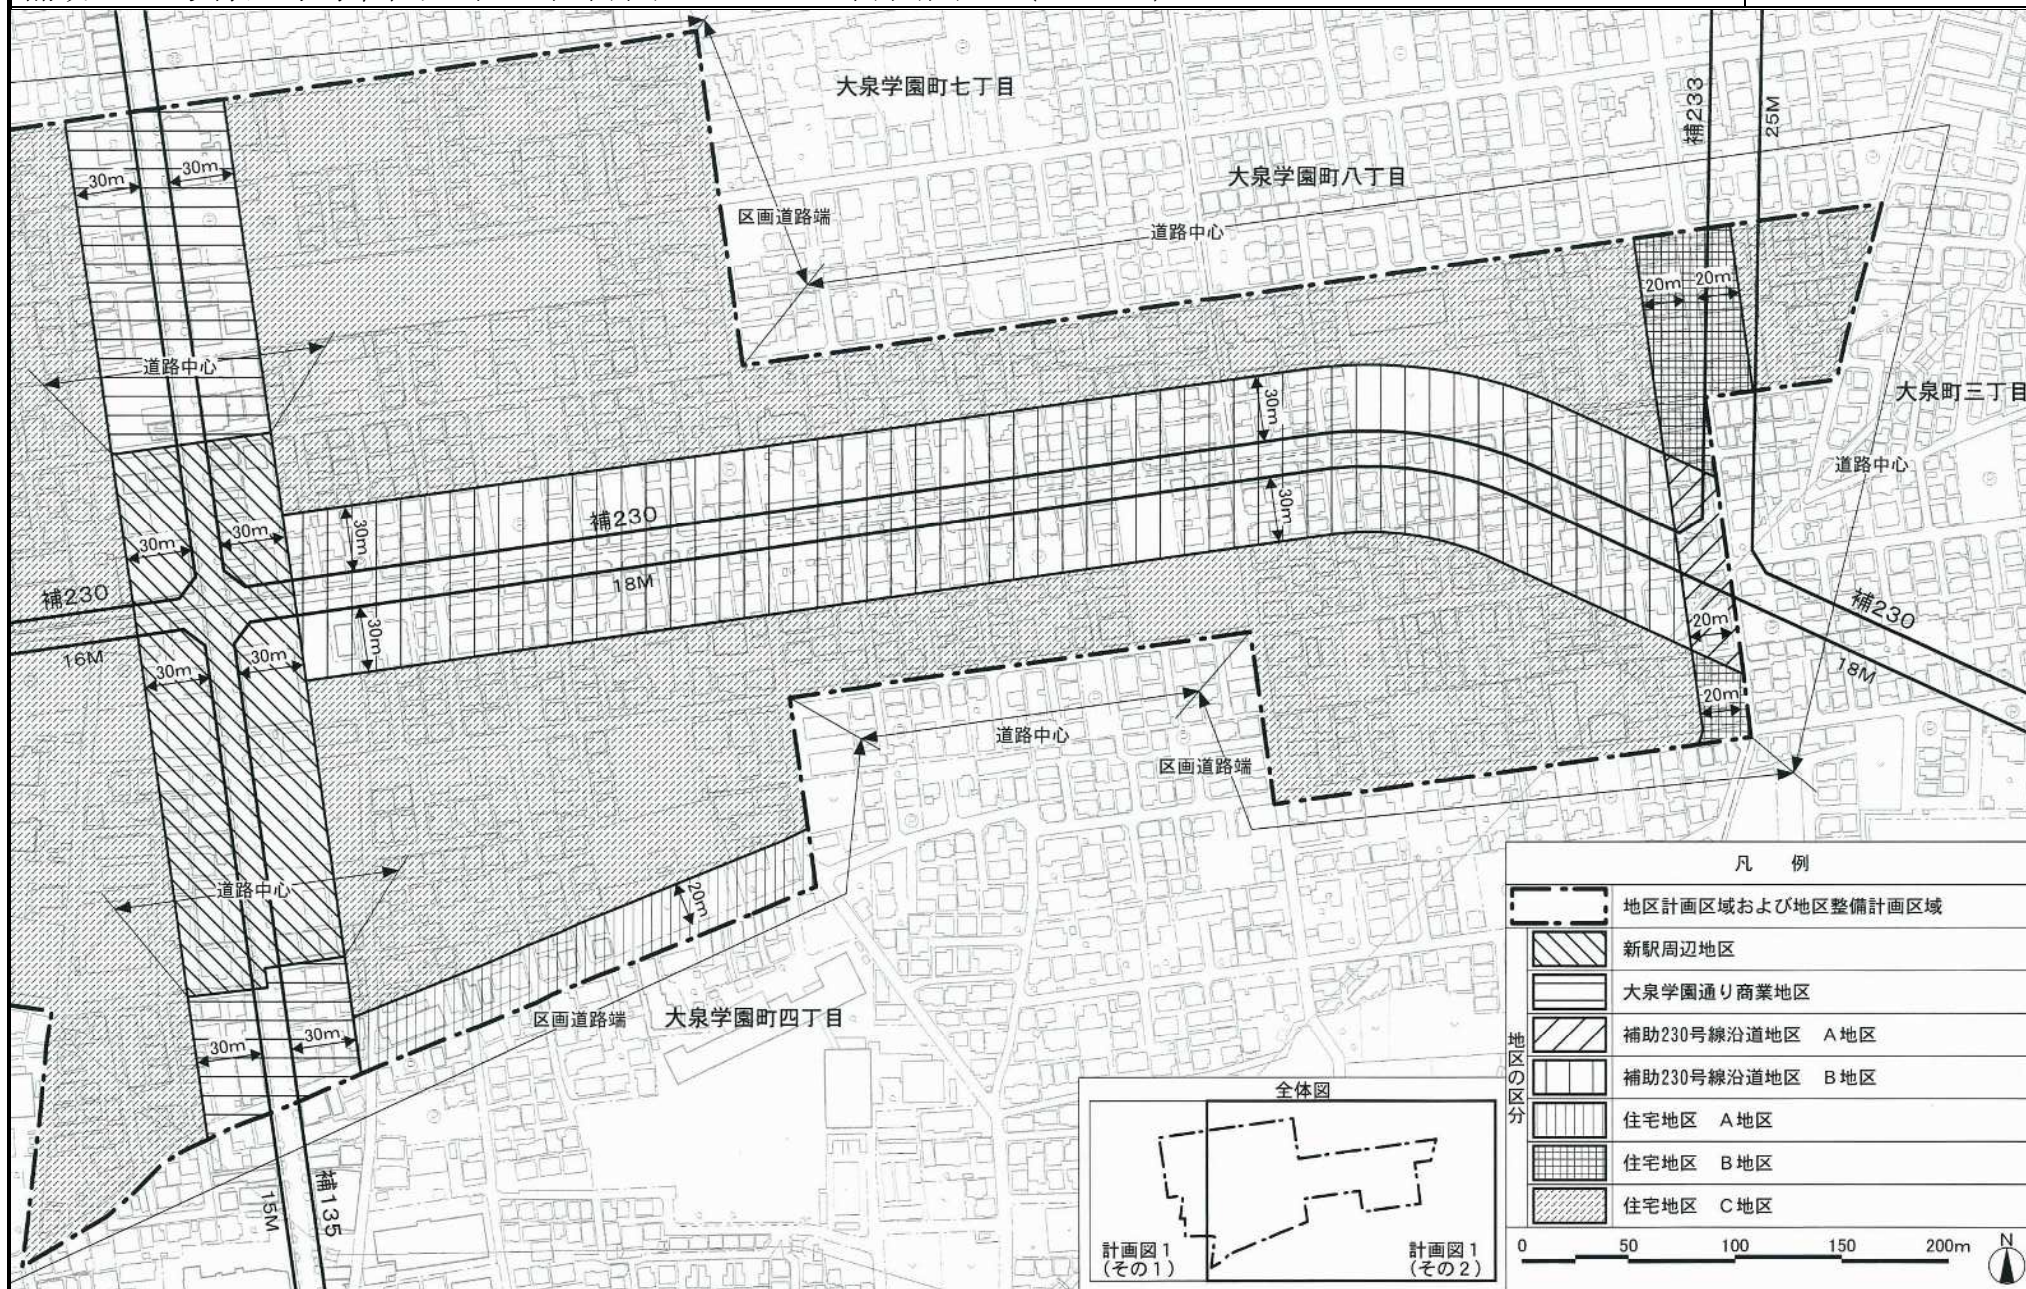 大泉学園町七丁目
補233
25M
大泉学園町八丁目
30m
30m
区画道路端
道路中心
20m
20m
道路中心
大泉町三丁目
30m
道路中心
補230
30m
30m
30m
30m
18M
補230
16M
30m
30m
30m
補230
20m
18M
20m
道路中心
区画道路端
道路中心
20m
区画道路端
大泉学園町四丁目
30m
30m
15M
補135
全体図
計画図1
(その1)
計画図1
(その2)
凡 例
地区計画区域および地区整備計画区域
地区の区分
新駅周辺地区
大泉学園通り商業地区
補助230号線沿道地区 A地区
補助230号線沿道地区 B地区
住宅地区 A地区
住宅地区 B地区
住宅地区 C地区
0 50 100 150 200m
N